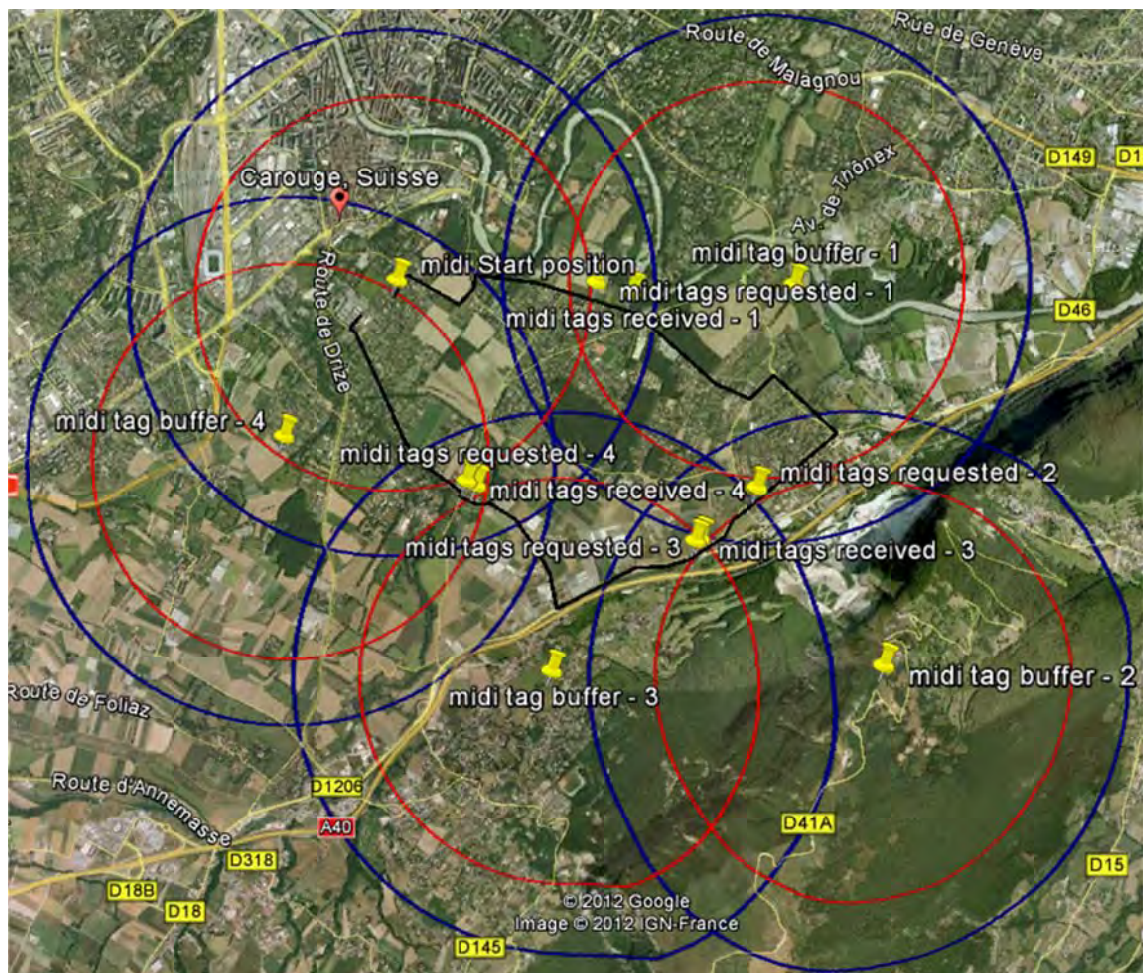 Rue de Genève
Route de Malagnou
D149
D1
Av. de Thônex
Carouge, Suisse
midi tag buffer - 1
midi Start position
midi tags requested - 1
midi tags received - 1
D46
Route de Drize
midi tag buffer - 4
midi tags requested - 4
midi tags received - 4
midi tags requested - 2
midi tags requested - 3
midi tags received - 3
midi tag buffer - 3
midi tag buffer - 2
Route de Foliaz
Route d'Annemasse
D1206
A40
D41A
D318
D18B
D18
D15
© 2012 Google
Image © 2012 IGN-France
D145